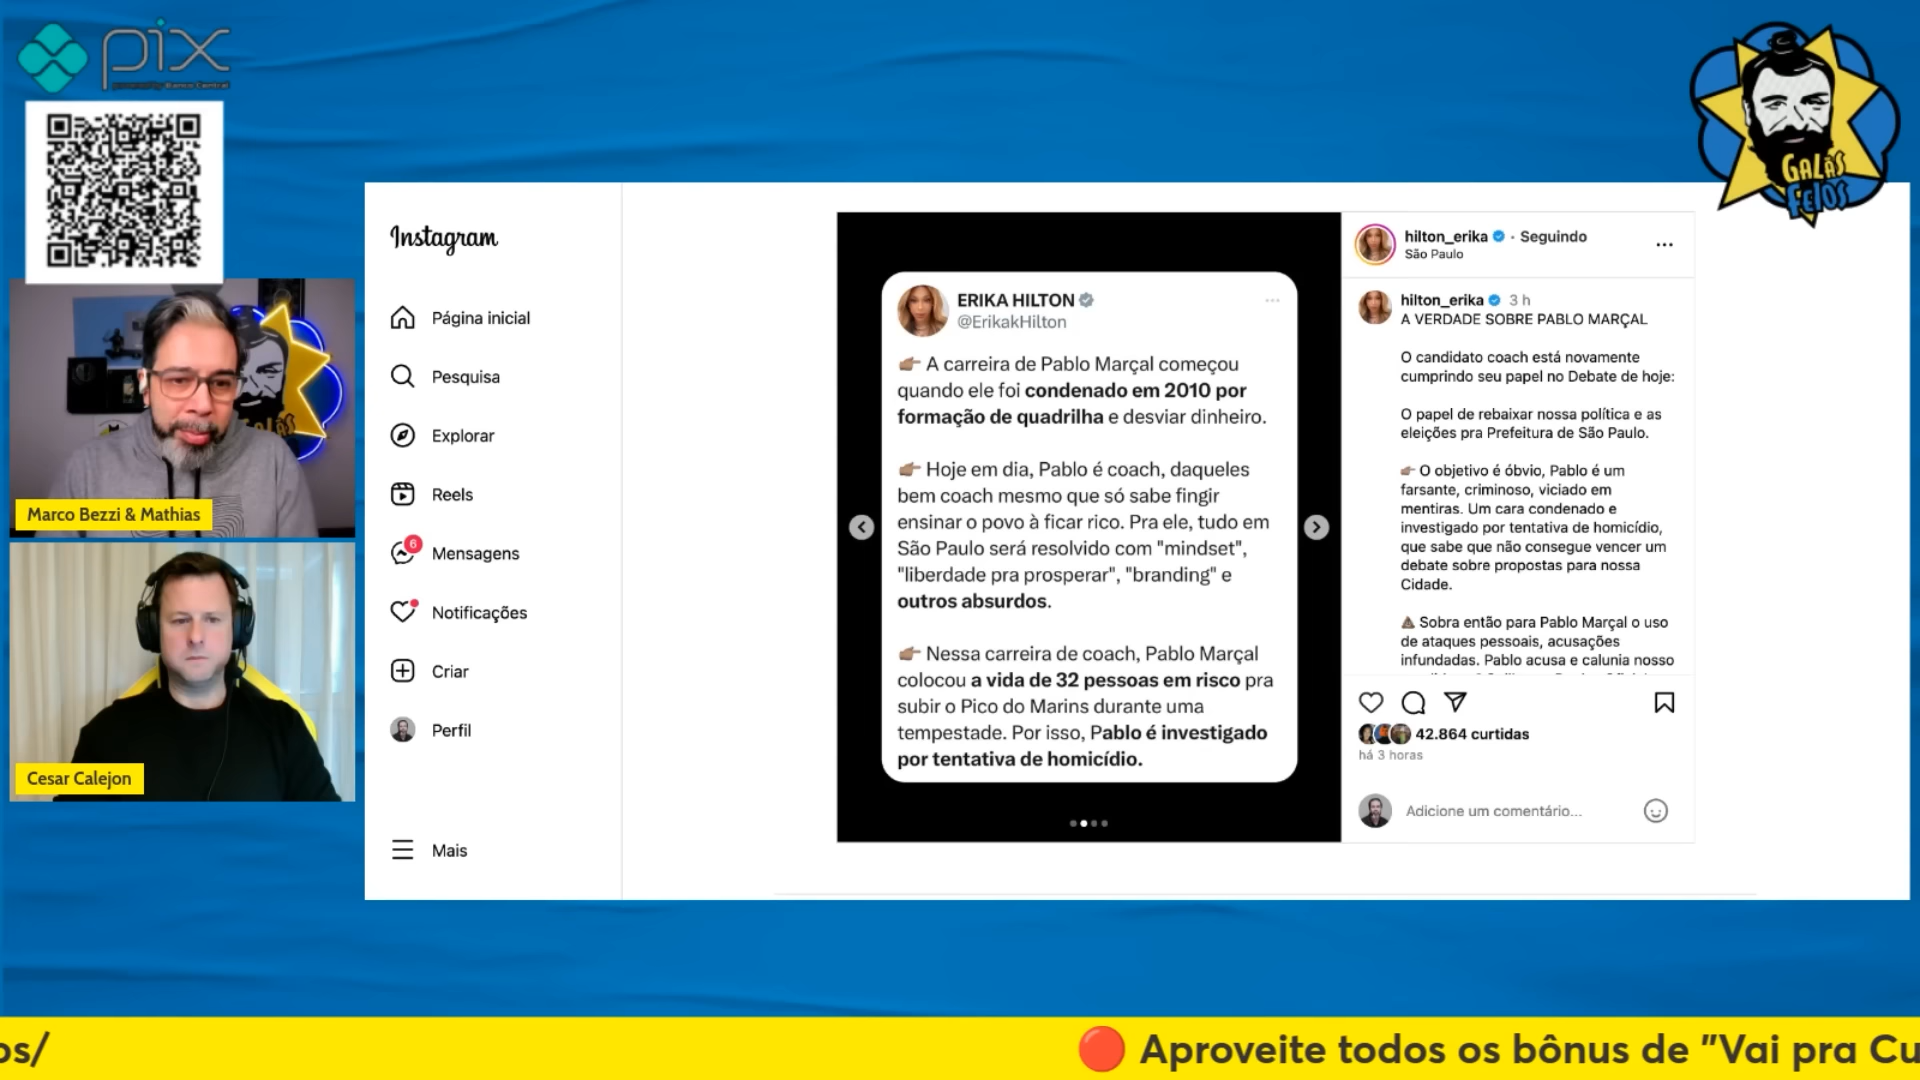 pix
powered by Banco Central
GALÃS
FEIOS
Marco Bezzi & Mathias
Cesar Calejon
Instagram
Página inicial
Pesquisa
Explorar
Reels
6
Mensagens
Notificações
Criar
Perfil
Mais
ERIKA HILTON
@ErikakHilton
A carreira de Pablo Marçal começou
quando ele foi condenado em 2010 por
formação de quadrilha e desviar dinheiro.
Hoje em dia, Pablo é coach, daqueles
bem coach mesmo que só sabe fingir
ensinar o povo à ficar rico. Pra ele, tudo em
São Paulo será resolvido com "mindset",
"liberdade pra prosperar", "branding" e
outros absurdos.
Nessa carreira de coach, Pablo Marçal
colocou a vida de 32 pessoas em risco pra
subir o Pico do Marins durante uma
tempestade. Por isso, Pablo é investigado
por tentativa de homicídio.
hilton_erika · Seguindo
São Paulo
hilton_erika 3 h
A VERDADE SOBRE PABLO MARÇAL
O candidato coach está novamente
cumprindo seu papel no Debate de hoje:
O papel de rebaixar nossa política e as
eleições pra Prefeitura de São Paulo.
O objetivo é óbvio, Pablo é um
farsante, criminoso, viciado em
mentiras. Um cara condenado e
investigado por tentativa de homicídio,
que sabe que não consegue vencer um
debate sobre propostas para nossa
Cidade.
Sobra então para Pablo Marçal o uso
de ataques pessoais, acusações
infundadas. Pablo acusa e calunia nosso
42.864 curtidas
há 3 horas
Adicione um comentário...
os/
Aproveite todos os bônus de "Vai pra Cu